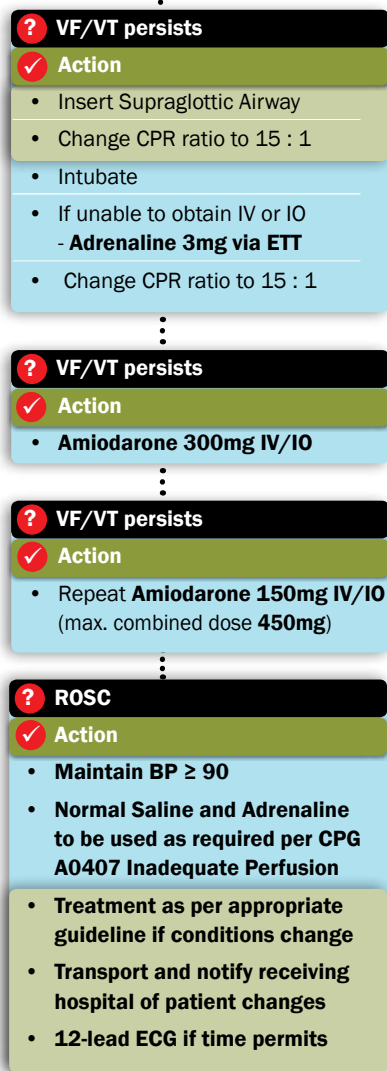 ? VF/VT persists
✓ Action
• Insert Supraglottic Airway
• Change CPR ratio to 15 : 1
• Intubate
• If unable to obtain IV or IO
- Adrenaline 3mg via ETT
• Change CPR ratio to 15 : 1
? VF/VT persists
✓ Action
• Amiodarone 300mg IV/IO
? VF/VT persists
✓ Action
• Repeat Amiodarone 150mg IV/IO
(max. combined dose 450mg)
? ROSC
✓ Action
• Maintain BP ≥ 90
• Normal Saline and Adrenaline
to be used as required per CPG
A0407 Inadequate Perfusion
• Treatment as per appropriate
guideline if conditions change
• Transport and notify receiving
hospital of patient changes
• 12-lead ECG if time permits